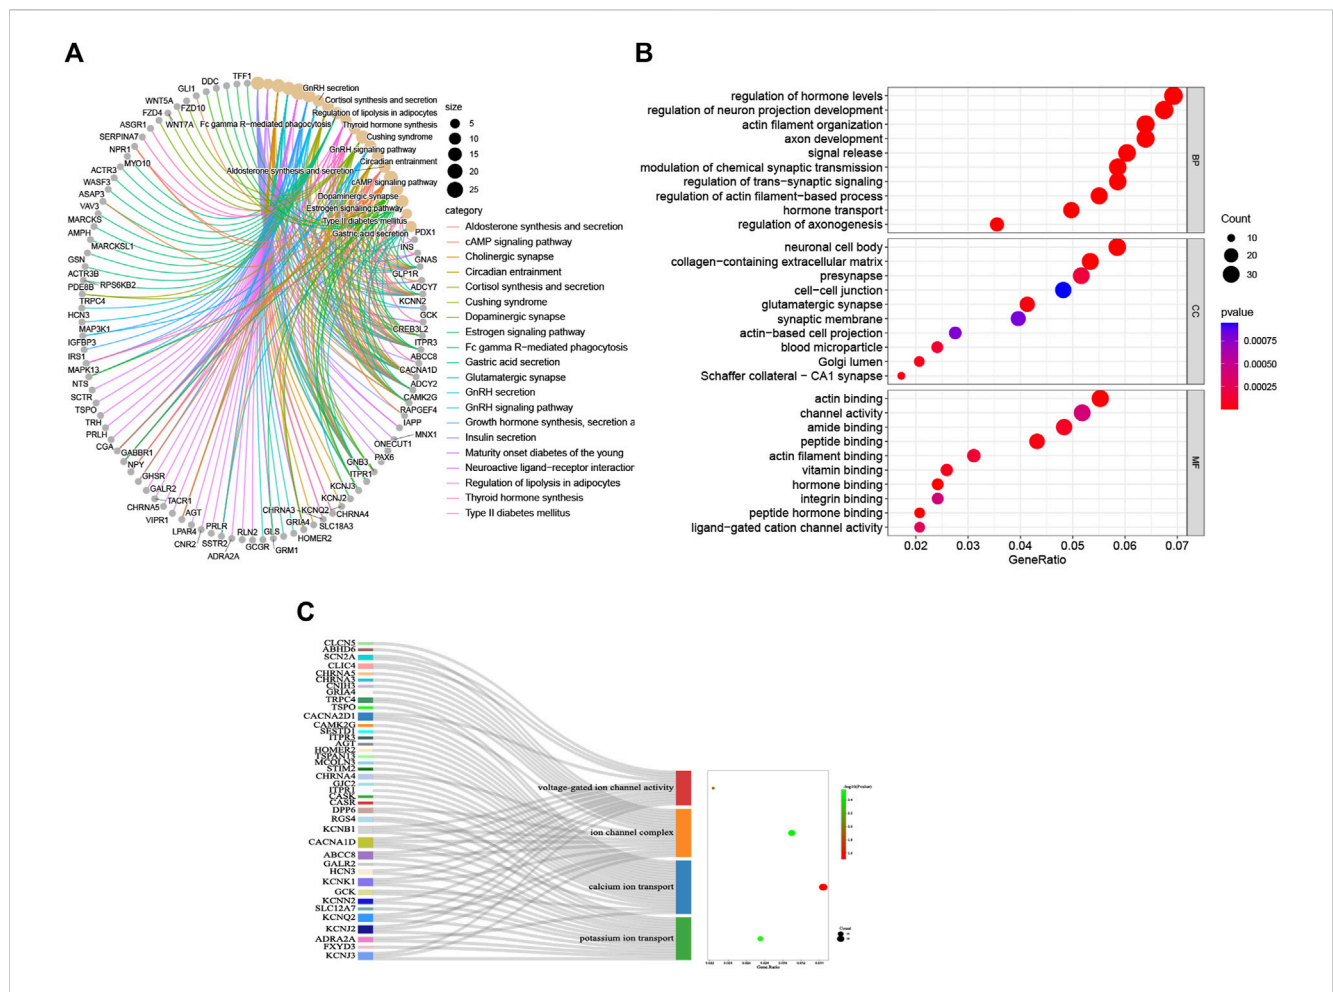 A
B
TFF1
DDC
GLI1
WNT5A
FZD10
FZD4
WNT7A
ASGR1
SERPINA7
NPR1
MYO10
ACTR3
WASF3
ASAP3
VAV3
MARCKS
AMPH
MARCKSL1
GSN
ACTR3B
RPS6KB2
PDE8B
TRPC4
HCN3
MAP3K1
IGFBP3
IRS1
MAPK13
NTS
SCTR
TSPO
TRH
PRLH
CGA
GABBR1
NPY
GHSR
GALR2
TACR1
CHRNA5
VIPR1
AGT
LPAR4
CNR2
PRLR
SSTR2
ADRA2A
RLN2
GCGR
GLS
GRM1
HOMER2
GRIA4
SLC18A3
CHRNA3
KCNQ2
CHRNA4
KCNJ2
KCNJ3
ITPR1
GNB3
PAX6
ONECUT1
MNX1
IAPP
RAPGEF4
CAMK2G
ADCY2
CACNA1D
ABCC8
ITPR3
CREB3L2
GCK
KCNN2
ADCY7
GLP1R
GNAS
INS
PDX1
GnRH secretion
Cortisol synthesis and secretion
Regulation of lipolysis in adipocytes
Fc gamma R-mediated phagocytosis
Thyroid hormone synthesis
Cushing syndrome
GnRH signaling pathway
Circadian entrainment
Aldosterone synthesis and secretion
cAMP signaling pathway
Dopaminergic synapse
Estrogen signaling pathway
Type II diabetes mellitus
Gastric acid secretion
size
5
10
15
20
25
category
Aldosterone synthesis and secretion
cAMP signaling pathway
Cholinergic synapse
Circadian entrainment
Cortisol synthesis and secretion
Cushing syndrome
Dopaminergic synapse
Estrogen signaling pathway
Fc gamma R-mediated phagocytosis
Gastric acid secretion
Glutamatergic synapse
GnRH secretion
GnRH signaling pathway
Growth hormone synthesis, secretion a
Insulin secretion
Maturity onset diabetes of the young
Neuroactive ligand-receptor interaction
Regulation of lipolysis in adipocytes
Thyroid hormone synthesis
Type II diabetes mellitus
regulation of hormone levels
regulation of neuron projection development
actin filament organization
axon development
signal release
modulation of chemical synaptic transmission
regulation of trans-synaptic signaling
regulation of actin filament-based process
hormone transport
regulation of axonogenesis
BP
neuronal cell body
collagen-containing extracellular matrix
presynapse
cell-cell junction
glutamatergic synapse
synaptic membrane
actin-based cell projection
blood microparticle
Golgi lumen
Schaffer collateral - CA1 synapse
CC
actin binding
channel activity
amide binding
peptide binding
actin filament binding
vitamin binding
hormone binding
integrin binding
peptide hormone binding
ligand-gated cation channel activity
MF
0.02 0.03 0.04 0.05 0.06 0.07
GeneRatio
Count
10
20
30
pvalue
0.00075
0.00050
0.00025
C
CLCN5
ABHD6
SCN2A
CLIC4
CHRNA5
CHRNA3
CNIH3
GRIA4
TRPC4
TSPO
CACNA2D1
CAMK2G
SESTD1
ITPR3
AGT
HOMER2
TSPAN13
MCOLN3
STIM2
CHRNA4
GJC2
ITPR1
CASK
CASR
DPP6
RGS4
KCNB1
CACNA1D
ABCC8
GALR2
HCN3
KCNK1
GCK
KCNN2
SLC12A7
KCNQ2
KCNJ2
ADRA2A
FXYD3
KCNJ3
voltage-gated ion channel activity
ion channel complex
calcium ion transport
potassium ion transport
-log10(Pvalue)
Count
Gene.Ratio